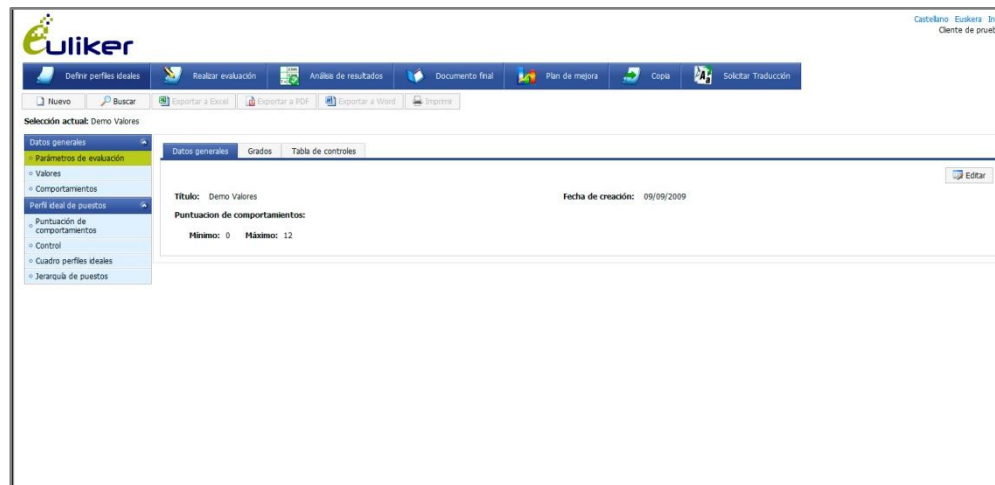 Castellano Euskera In
Cliente de prueb
euliker
Definir perfiles ideales Realizar evaluación Análisis de resultados Documento final Plan de mejora Copia Solicitar Traducción
Nuevo Buscar Exportar a Excel Exportar a PDF Exportar a Word Imprimir
Selección actual: Demo Valores
Datos generales
Parámetros de evaluación
Valores
Comportamientos
Perfil ideal de puestos
Puntuación de
comportamientos
Control
Cuadro perfiles ideales
Jerarquía de puestos
Datos generales Grados Tabla de controles
Editar
Título: Demo Valores Fecha de creación: 09/09/2009
Puntuacion de comportamientos:
Mínimo: 0 Máximo: 12